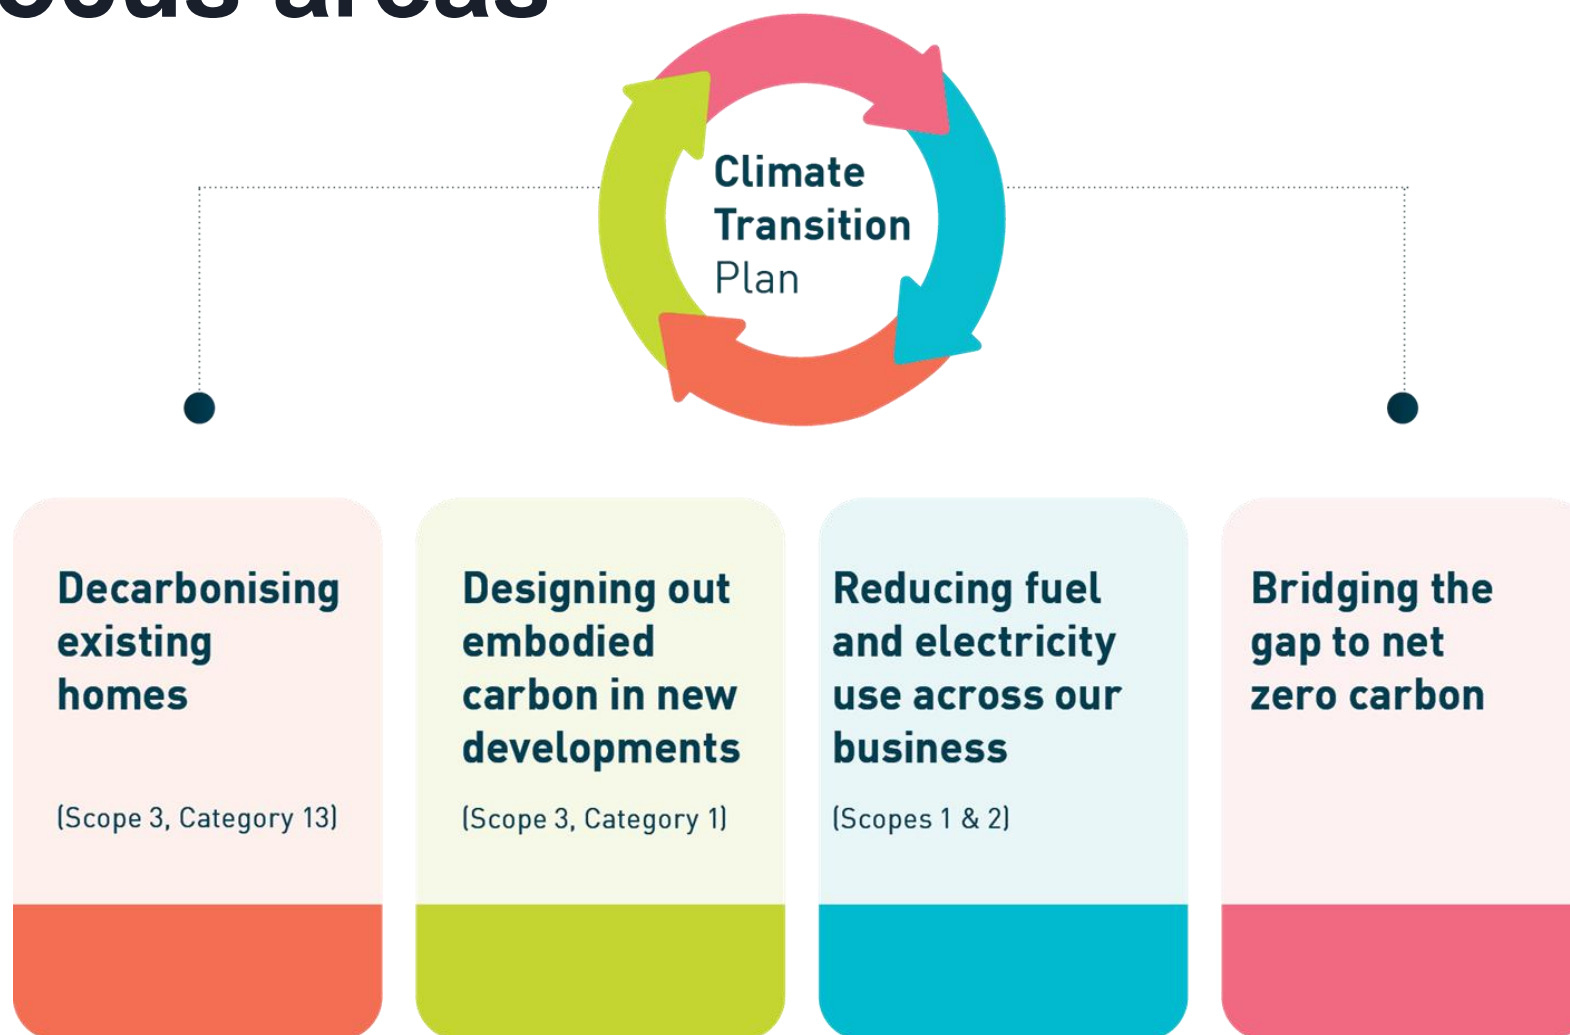 ocus areas
Climate
Transition
Plan
Decarbonising
existing
homes
(Scope 3, Category 13)
Designing out
embodied
carbon in new
developments
(Scope 3, Category 1)
Reducing fuel
and electricity
use across our
business
(Scopes 1 & 2)
Bridging the
gap to net
zero carbon